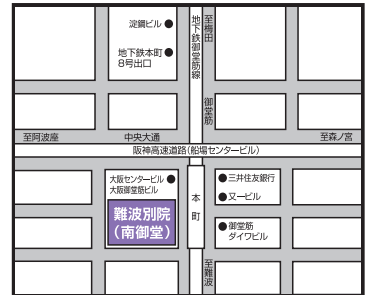 淀鋼ビル
地下鉄本町
8号出口
地下鉄御堂筋線
至梅田
御堂筋
至阿波座
中央大通
至森ノ宮
阪神高速道路(船場センタービル)
大阪センタービル
大阪御堂筋ビル
難波別院
(南御堂)
本町
三井住友銀行
又一ビル
御堂筋
ダイワビル
至難波